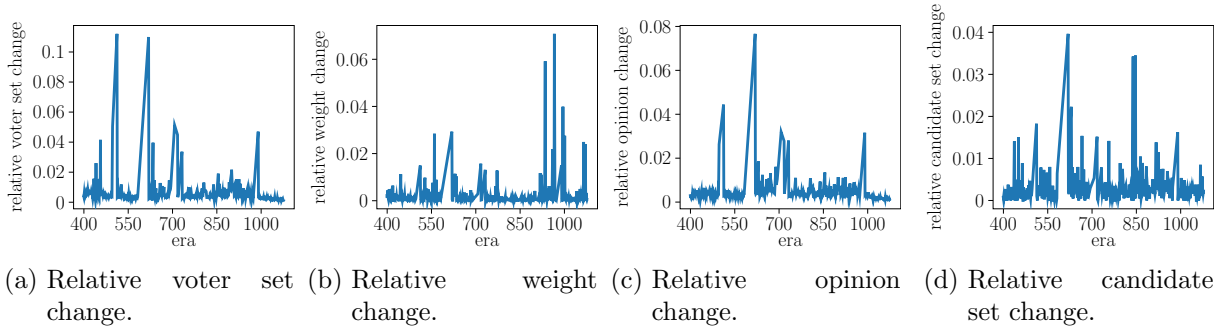 relative voter set change
0.1
0.08
0.06
0.04
0.02
0
400 550 700 850 1000
era
relative weight change
0.06
0.04
0.02
0
400 550 700 850 1000
era
relative opinion change
0.08
0.06
0.04
0.02
0
400 550 700 850 1000
era
relative candidate set change
0.04
0.03
0.02
0.01
0
400 550 700 850 1000
era
(a) Relative voter set
change.
(b) Relative weight
change.
(c) Relative opinion
change.
(d) Relative candidate
set change.